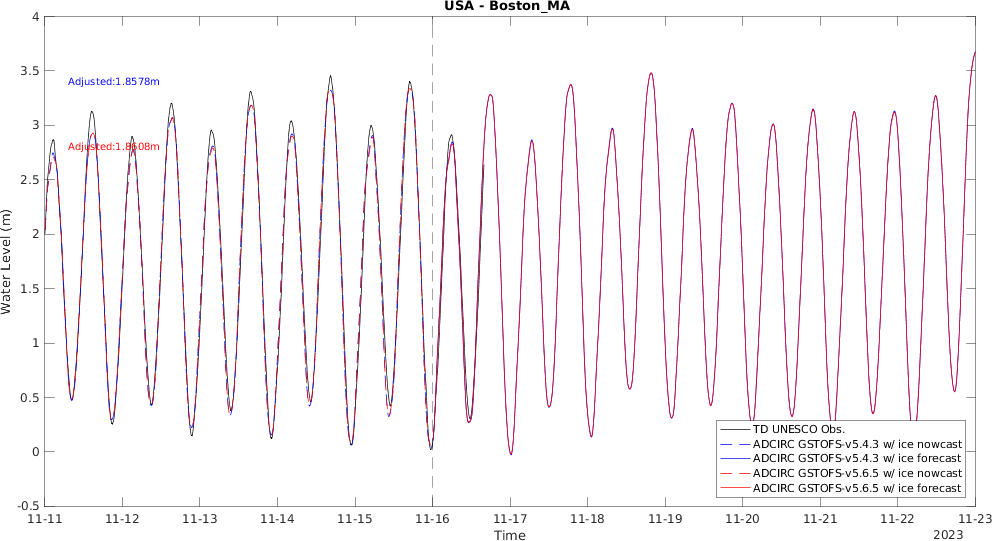 USA - Boston_MA
4
3.5
3
2.5
2
1.5
1
0.5
0
-0.5
Water Level (m)
Adjusted:1.8578m
Adjusted:1.8608m
TD UNESCO Obs.
ADCIRC GSTOFS-v5.4.3 w/ ice nowcast
ADCIRC GSTOFS-v5.4.3 w/ ice forecast
ADCIRC GSTOFS-v5.6.5 w/ ice nowcast
ADCIRC GSTOFS-v5.6.5 w/ ice forecast
11-11 11-12 11-13 11-14 11-15 11-16 11-17 11-18 11-19 11-20 11-21 11-22 11-23
Time
2023